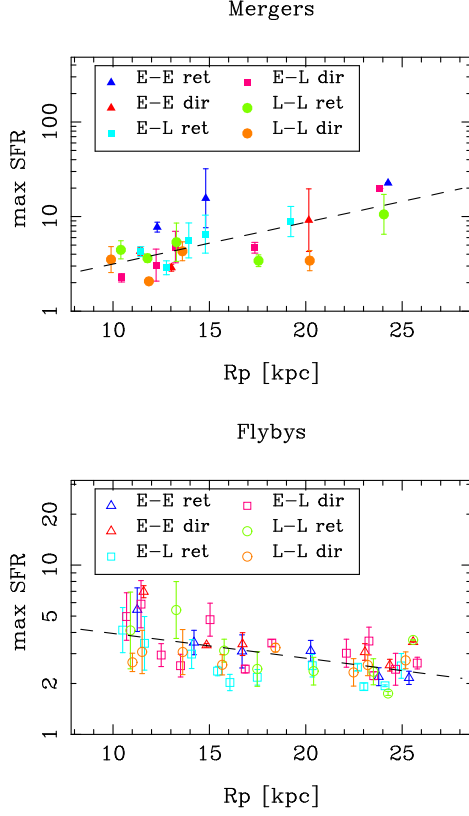 Mergers
E-E ret E-L dir
E-E dir L-L ret
E-L ret L-L dir
max SFR
100
10
1
10 15 20 25
Rp [kpc]
Flybys
E-E ret E-L dir
E-E dir L-L ret
E-L ret L-L dir
max SFR
20
10
5
2
1
10 15 20 25
Rp [kpc]